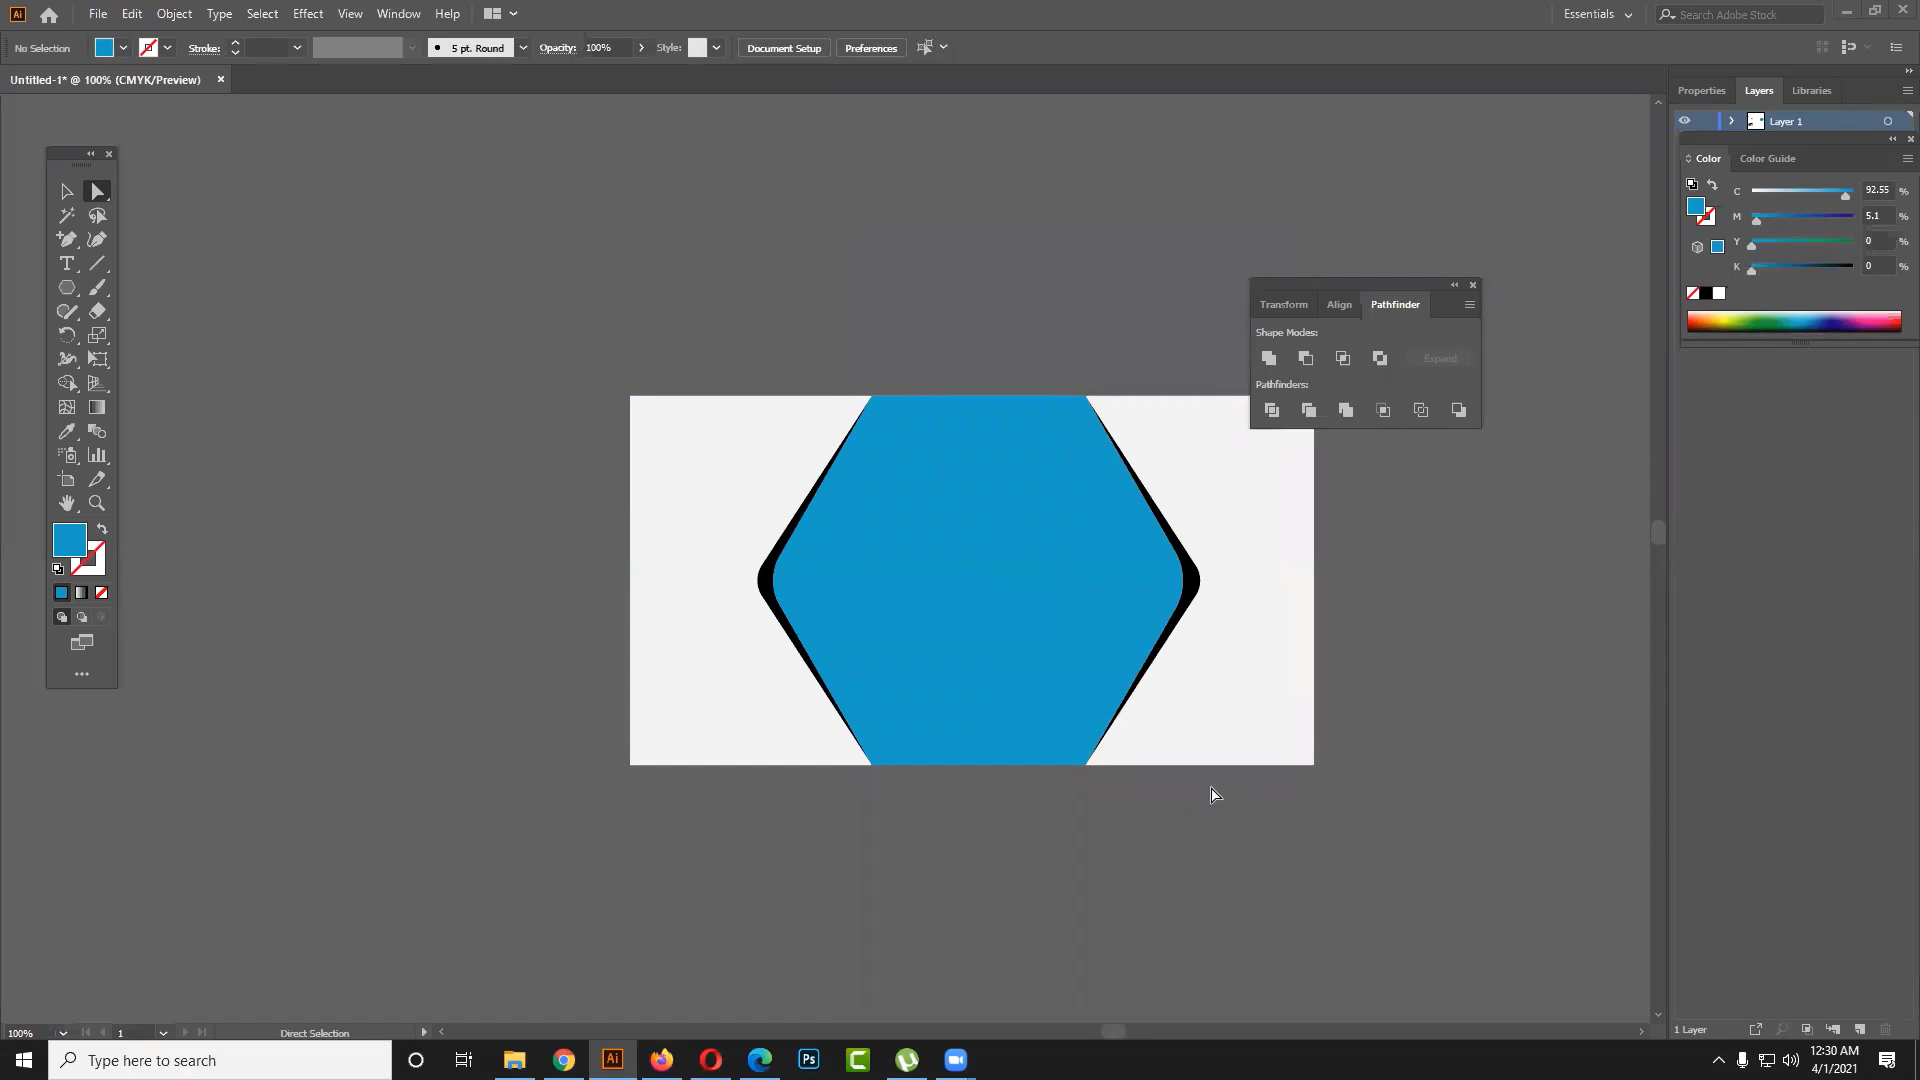 Ai File Edit Object Type Select Effect View Window Help Essentials Search Adobe Stock
No Selection Stroke: 5 pt. Round Opacity: 100% Style: Document Setup Preferences
Untitled-1* @ 100% (CMYK/Preview)
Properties Layers Libraries
Layer 1
Color Color Guide
C 92.55 %
M 5.1 %
Y 0 %
K 0 %
Transform Align Pathfinder
Shape Modes:
Expand
Pathfinders:
T
100% 1 Direct Selection
1 Layer
Type here to search Ai Ps C
12:30 AM
4/1/2021